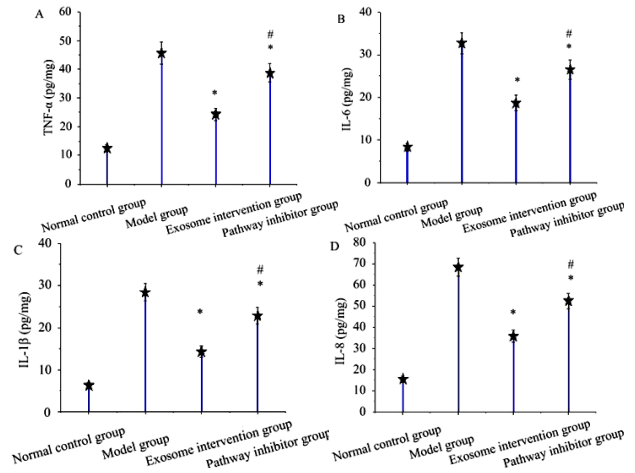 A
TNF-α (pg/mg)
60
50
40
30
20
10
0
*
#
*
Normal control group
Model group
Exosome intervention group
Pathway inhibitor group
B
IL-6 (pg/mg)
40
30
20
10
0
*
#
*
Normal control group
Model group
Exosome intervention group
Pathway inhibitor group
C
IL-1β (pg/mg)
40
30
20
10
0
*
#
*
Normal control group
Model group
Exosome intervention group
Pathway inhibitor group
D
IL-8 (pg/mg)
80
70
60
50
40
30
20
10
0
*
#
*
Normal control group
Model group
Exosome intervention group
Pathway inhibitor group